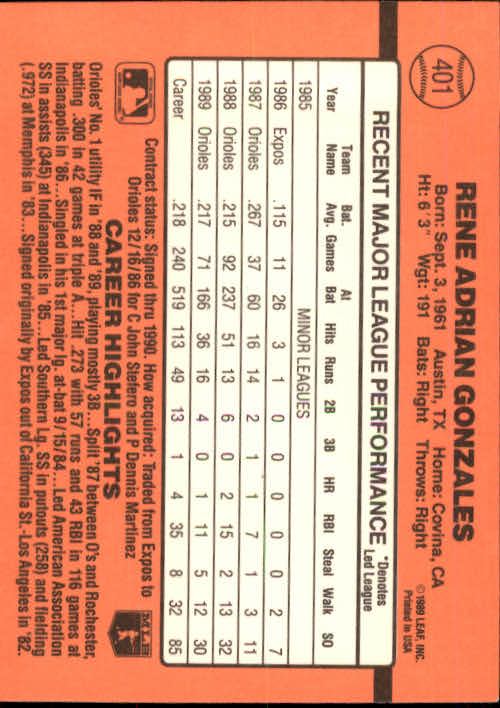 401
RENE ADRIAN GONZALES
Born: Sept. 3, 1961 Austin, TX Home: Covina, CA
Ht: 6'3" Wgt: 191 Bats: Right Throws: Right
©1989 LEAF, INC.
Printed in USA
RECENT MAJOR LEAGUE PERFORMANCE
*Denotes
Led League
Year Team Name Bat. Avg. Games At Bat Hits Runs 2B 3B HR RBI Steal Walk SO
1985 MINOR LEAGUES
1986 Expos .115 11 26 3 1 0 0 0 0 0 2 7
1987 Orioles .267 37 60 16 14 2 1 1 7 1 3 11
1988 Orioles .215 92 237 51 13 6 0 2 15 2 13 32
1989 Orioles .217 71 166 36 16 4 0 1 11 5 12 30
Career .218 240 519 113 49 13 1 4 35 8 32 85
Contract status: Signed thru 1990. How acquired: Traded from Expos to
Orioles 12/16/86 for C John Stefero and P Dennis Martinez
MLB
CAREER HIGHLIGHTS
Orioles' No. 1 utility IF in '88 and '89, playing mostly 3B...Split '87 between O's and Rochester,
batting .300 in 42 games at triple A...Hit .273 with 57 runs and 43 RBI in 116 games at
Indianapolis in '86...Singled in his 1st major lg. at-bat 9/15/84...Led American Association
SS in assists (345) at Indianapolis in '85...Led Southern Lg. SS in putouts (258) and fielding
(.972) at Memphis in '83...Signed originally by Expos out of California St.-Los Angeles in '82.